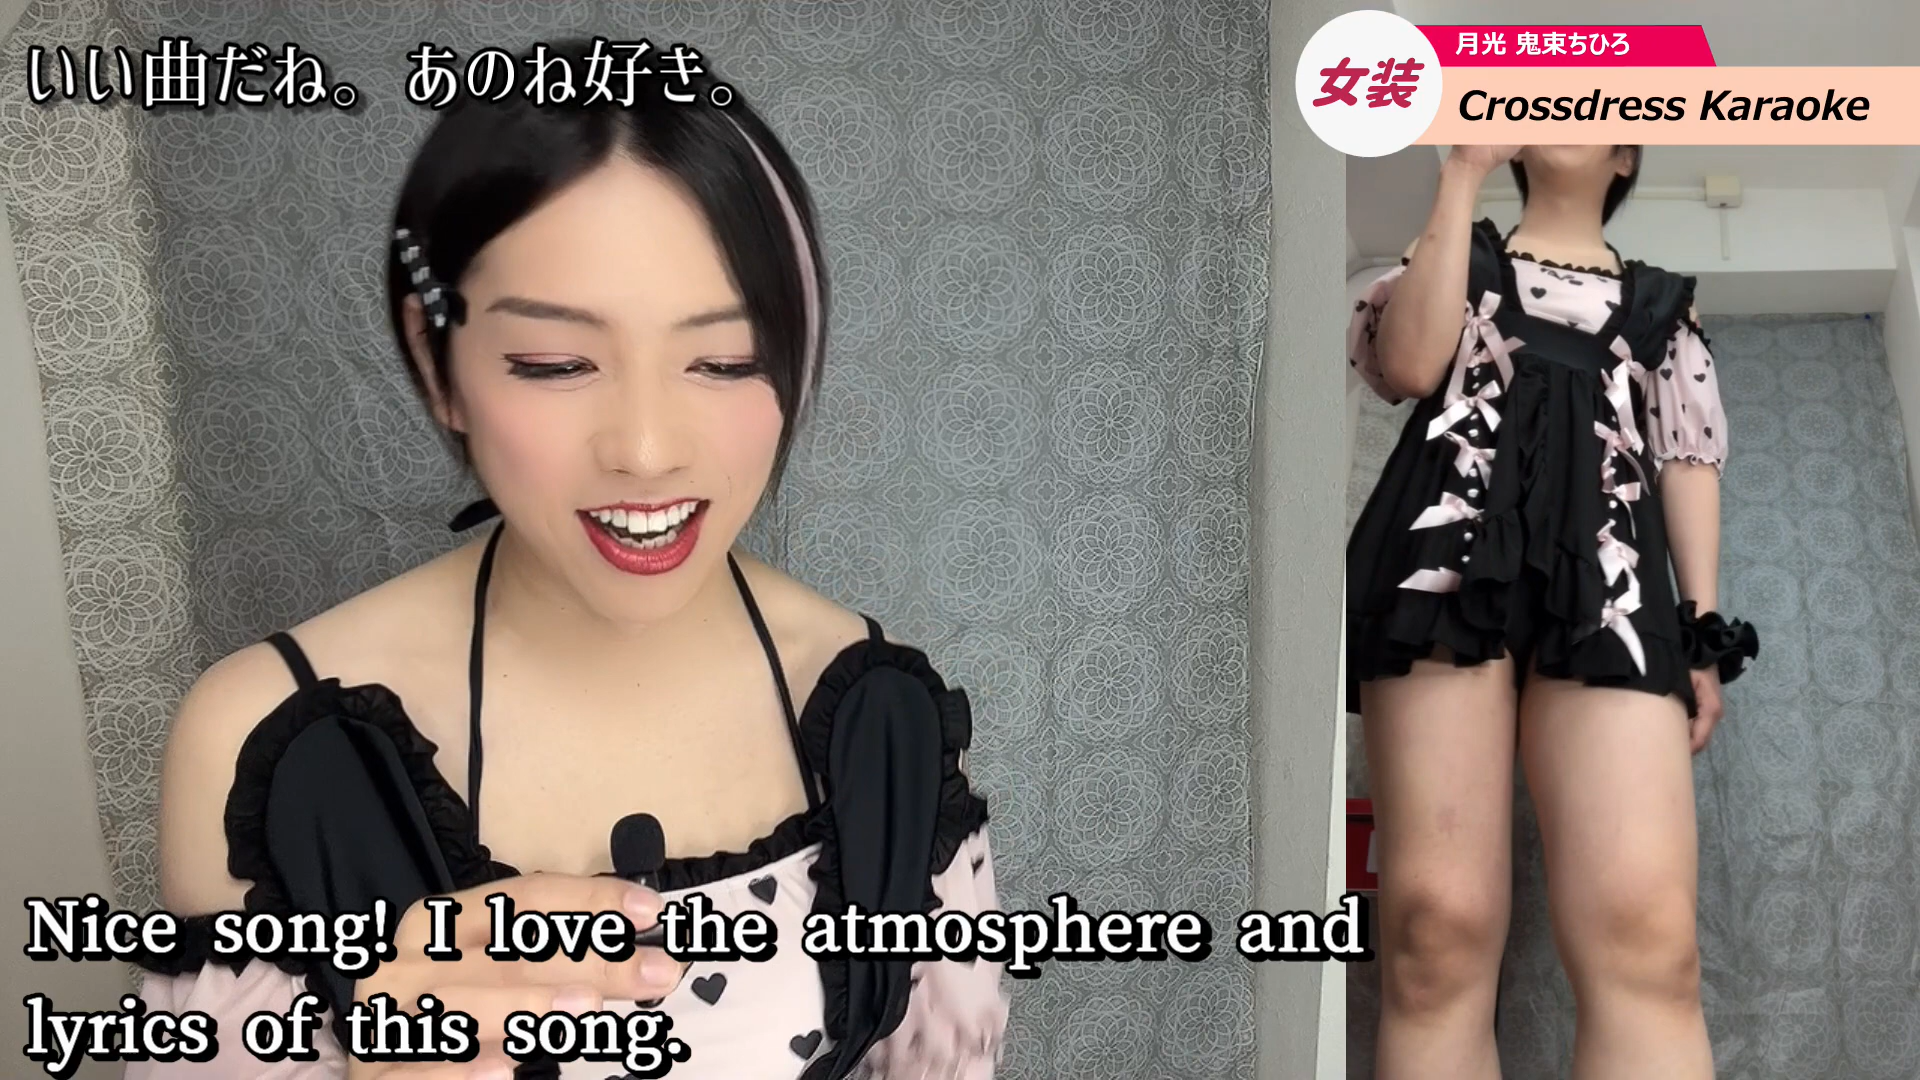 いい曲だね。 あのね好き。
女装
月光 鬼束ちひろ
Crossdress Karaoke
Nice song! I love the atmosphere and
lyrics of this song.